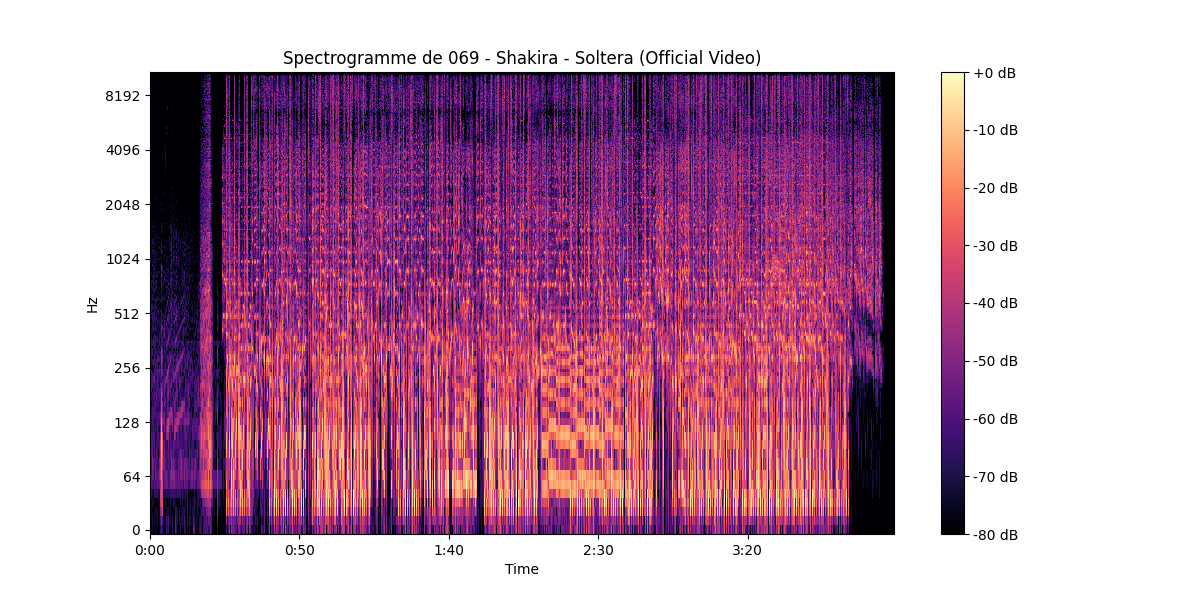 Spectrogramme de 069 - Shakira - Soltera (Official Video)
Hz
8192
4096
2048
1024
512
256
128
64
0
0:00 0:50 1:40 2:30 3:20
Time
+0 dB
-10 dB
-20 dB
-30 dB
-40 dB
-50 dB
-60 dB
-70 dB
-80 dB